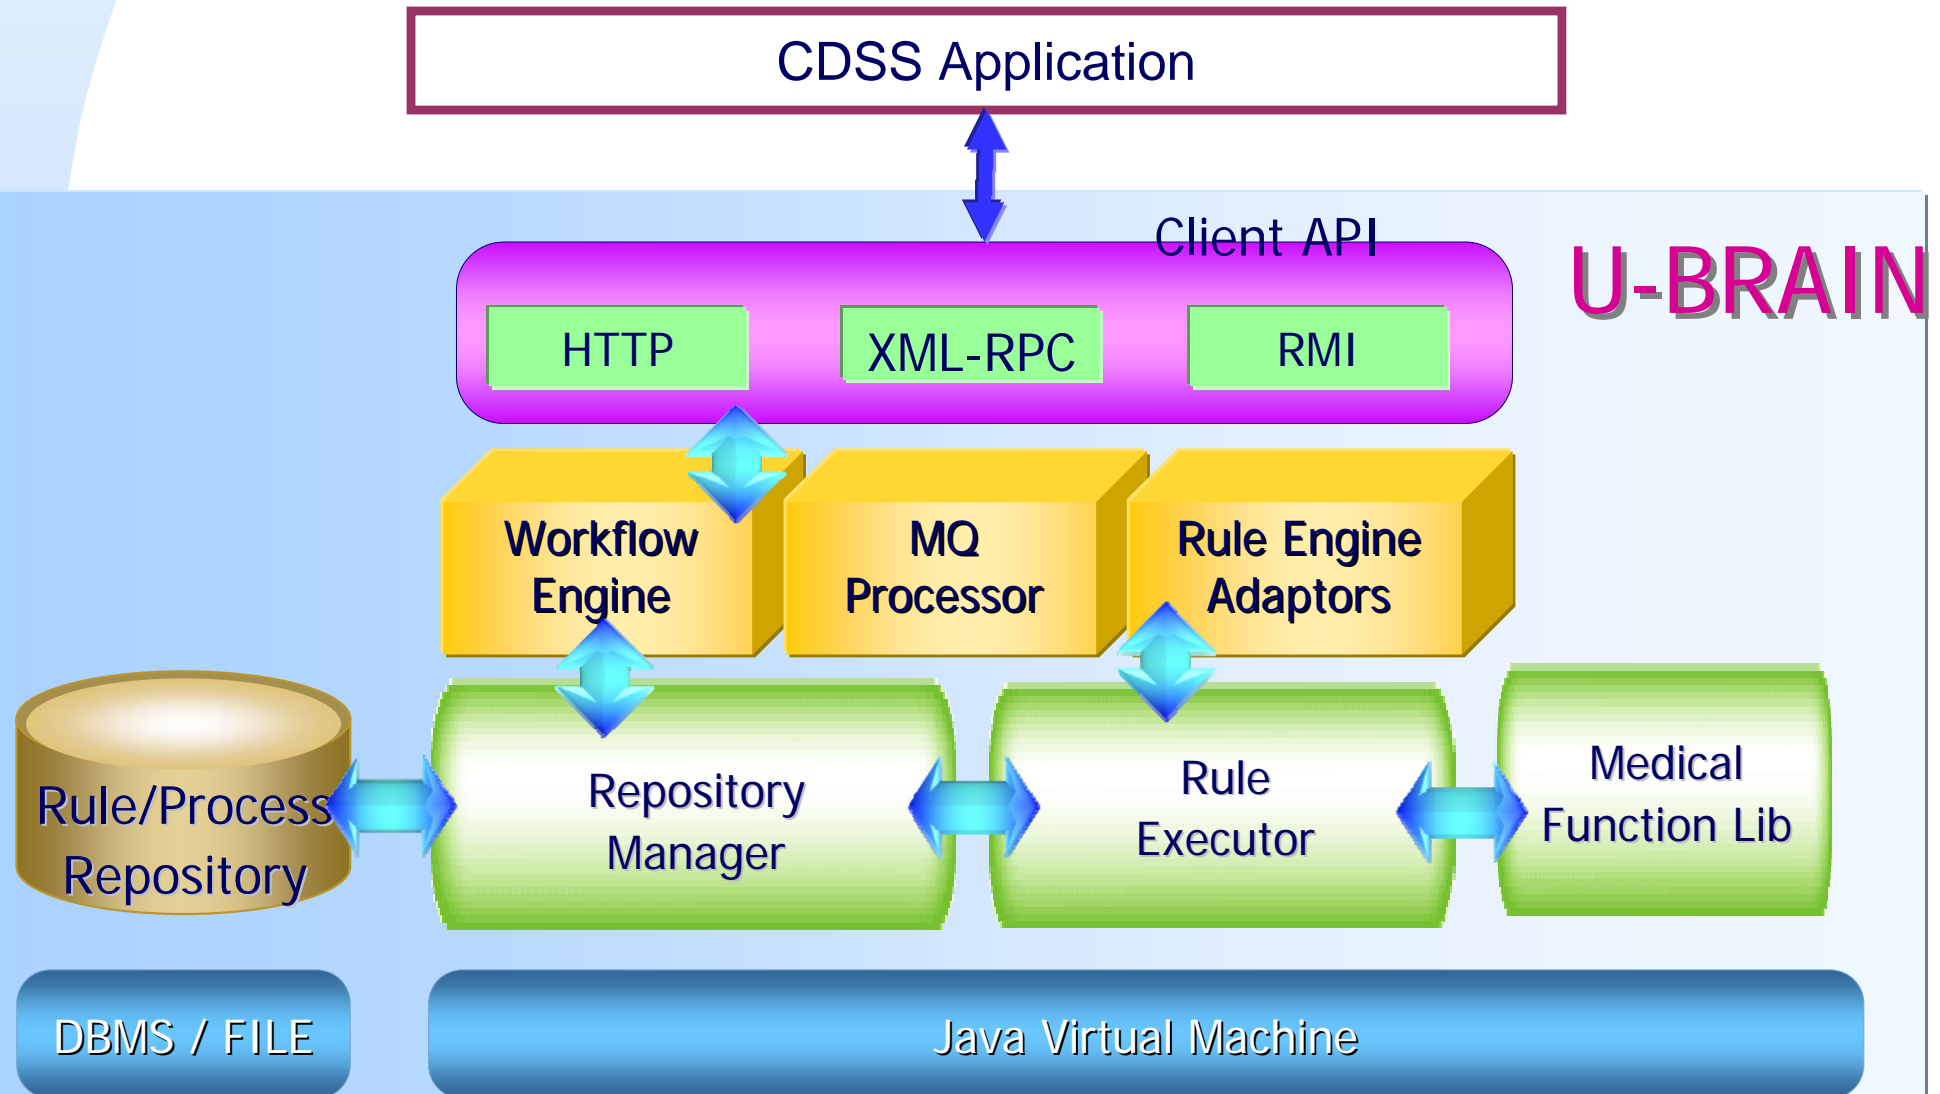 CDSS Application
Client API
U-BRAIN
HTTP
XML-RPC
RMI
Workflow
Engine
MQ
Processor
Rule Engine
Adaptors
Rule/Process
Repository
Repository
Manager
Rule
Executor
Medical
Function Lib
DBMS / FILE
Java Virtual Machine